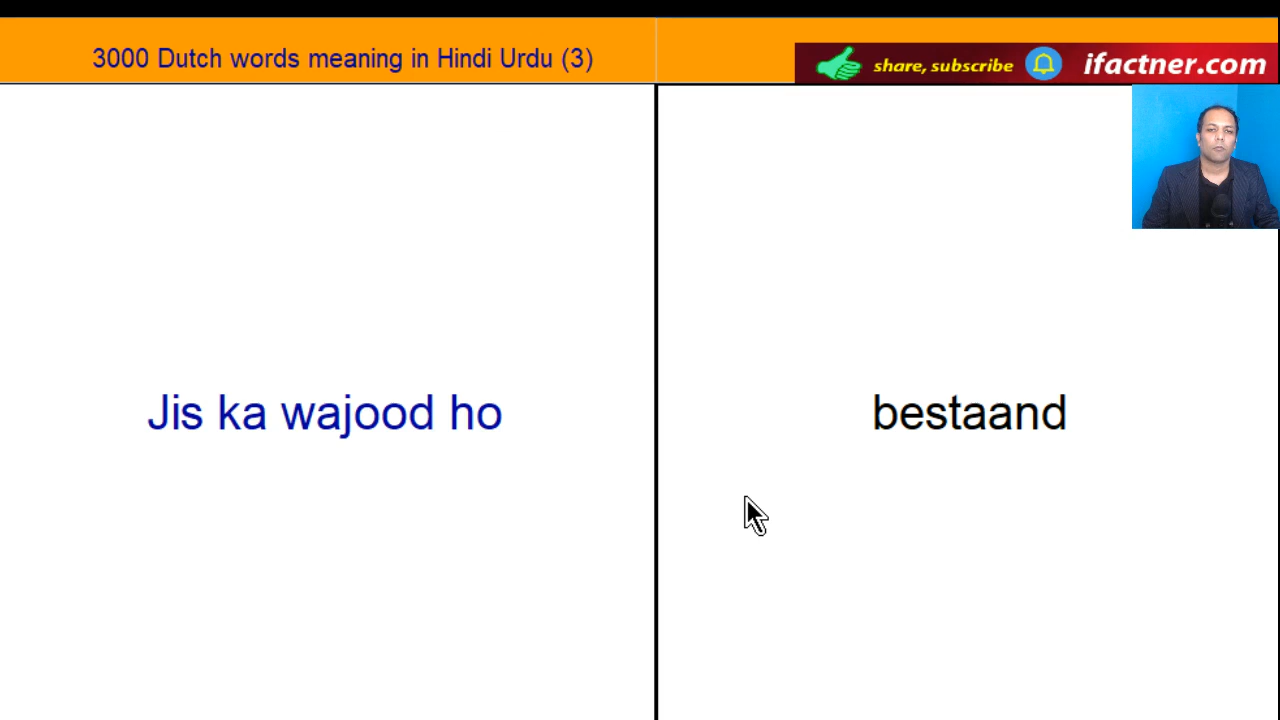 3000 Dutch words meaning in Hindi Urdu (3)
share, subscribe
ifactner.com
Jis ka wajood ho
bestaand